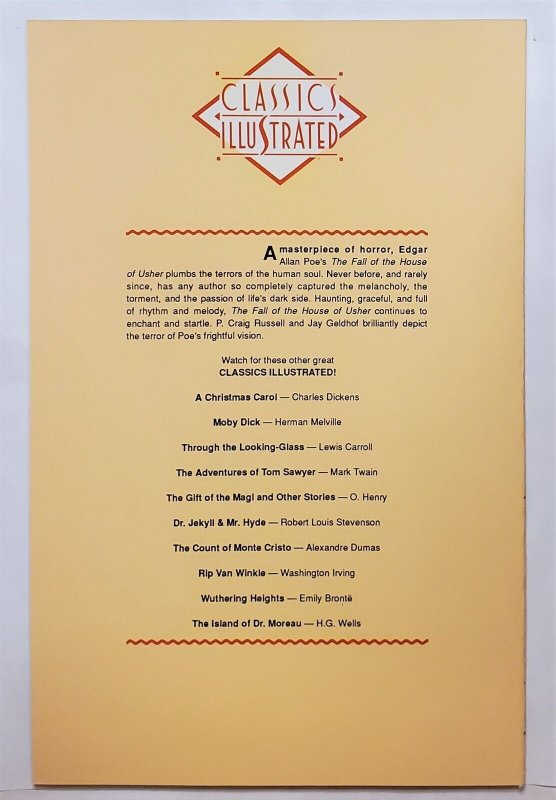 CLASSICS
ILLUSTRATED
A masterpiece of horror, Edgar
Allan Poe's The Fall of the House
of Usher plumbs the terrors of the human soul. Never before, and rarely
since, has any author so completely captured the melancholy, the
torment, and the passion of life's dark side. Haunting, graceful, and full
of rhythm and melody, The Fall of the House of Usher continues to
enchant and startle. P. Craig Russell and Jay Geldhof brilliantly depict
the terror of Poe's frightful vision.
Watch for these other great
CLASSICS ILLUSTRATED!
A Christmas Carol — Charles Dickens
Moby Dick — Herman Melville
Through the Looking-Glass — Lewis Carroll
The Adventures of Tom Sawyer — Mark Twain
The Gift of the Magi and Other Stories — O. Henry
Dr. Jekyll & Mr. Hyde — Robert Louis Stevenson
The Count of Monte Cristo — Alexandre Dumas
Rip Van Winkle — Washington Irving
Wuthering Heights — Emily Brontë
The Island of Dr. Moreau — H.G. Wells